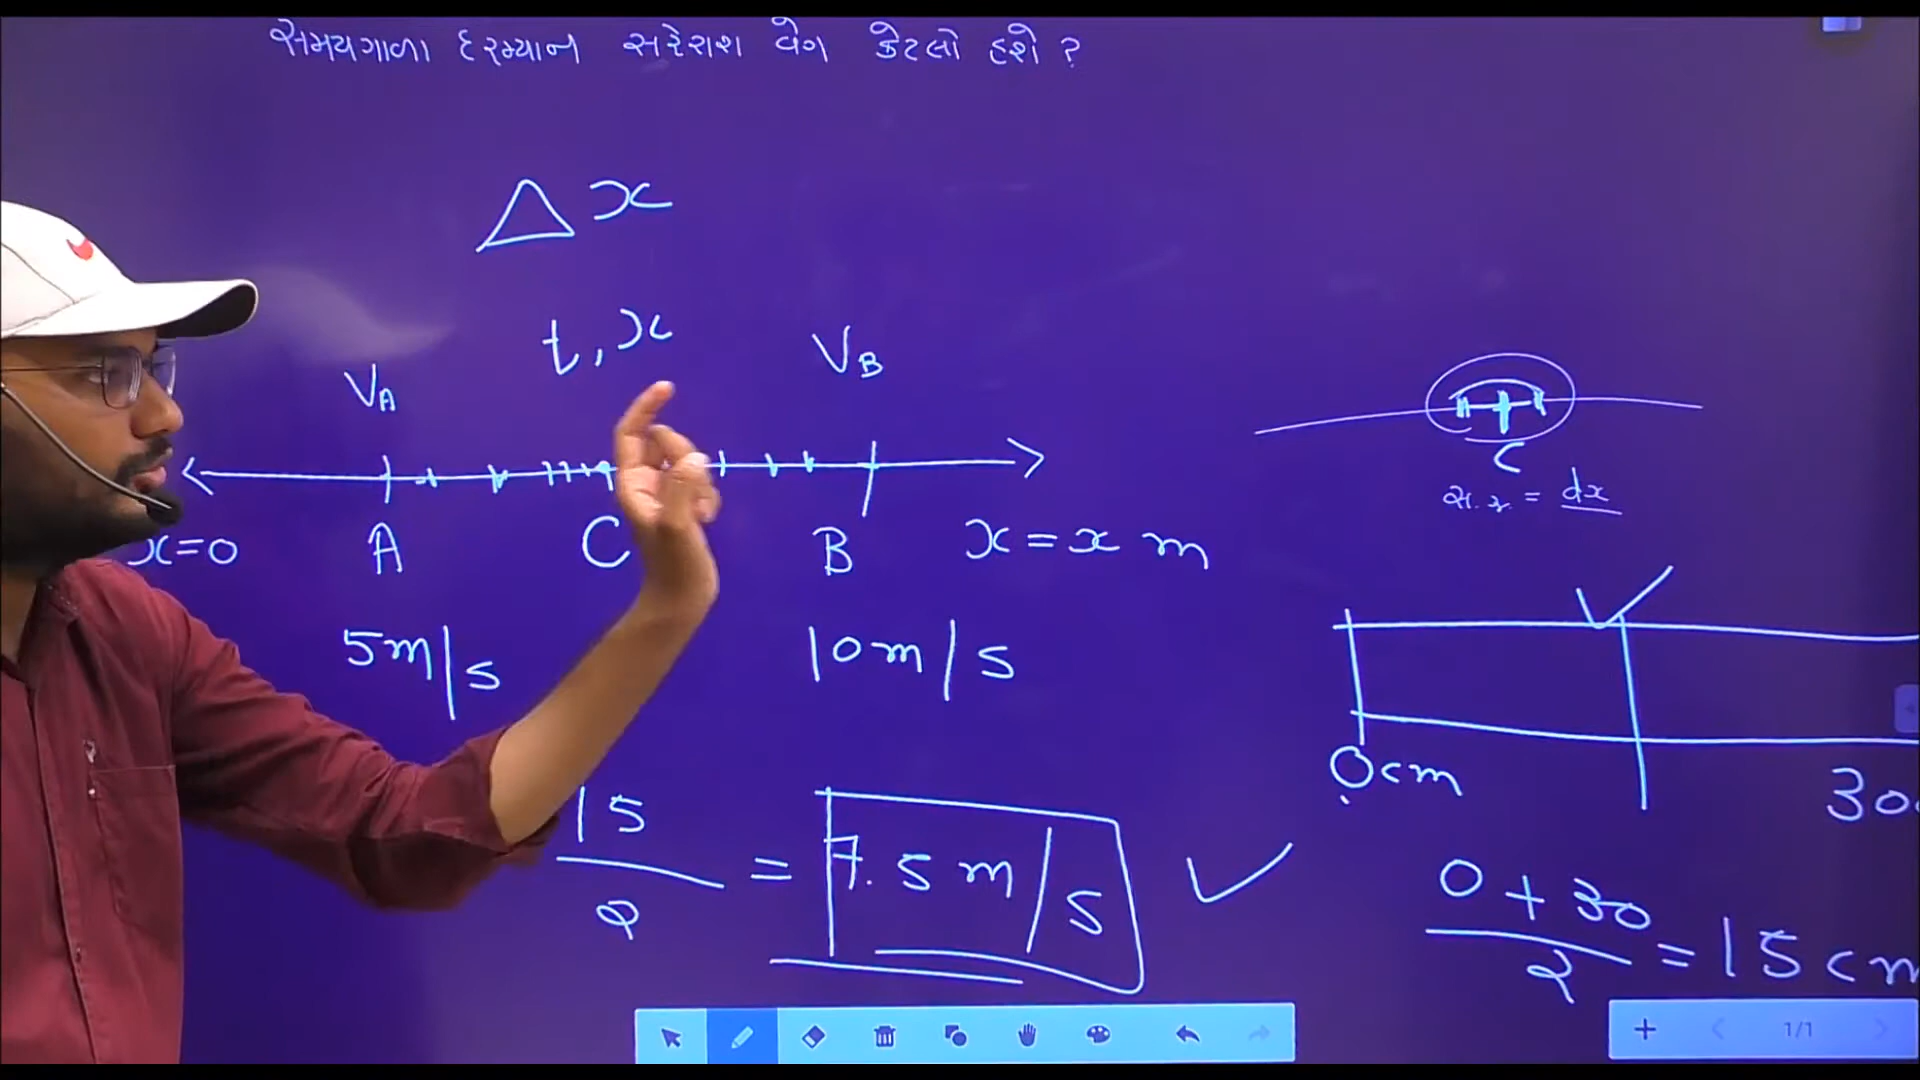 સમયગાળા દરમ્યાન સરેરાશ વેગ કેટલો હશે ?
△x
t, x
VA
VB
x=0
A
C
B
x = x m
5m/s
10m/s
15/2 = 7.5 m/s ✓
C
સ. ર. = dx
✓
0cm
30
0 + 30/2 = 15 cm
1/1